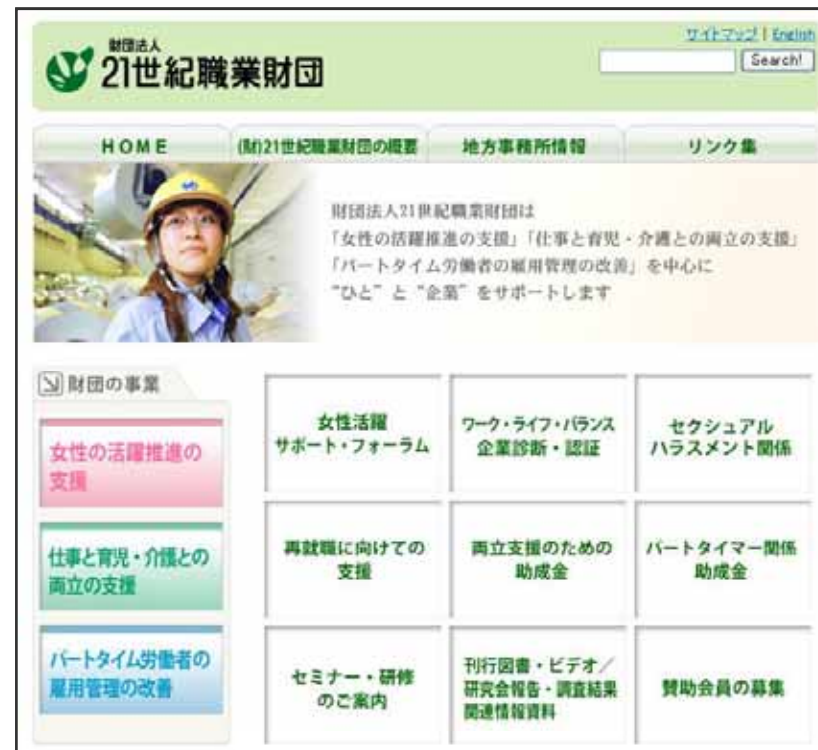 財団法人
21世紀職業財団
サイトマップ | English
Search!
HOME
(財)21世紀職業財団の概要
地方事務所情報
リンク集
財団法人21世紀職業財団は
「女性の活躍推進の支援」「仕事と育児・介護との両立の支援」
「パートタイム労働者の雇用管理の改善」を中心に
"ひと" と "企業" をサポートします
財団の事業
女性の活躍推進の
支援
仕事と育児・介護との
両立の支援
パートタイム労働者の
雇用管理の改善
女性活躍
サポート・フォーラム
ワーク・ライフ・バランス
企業診断・認証
セクシュアル
ハラスメント関係
再就職に向けての
支援
両立支援のための
助成金
パートタイマー関係
助成金
セミナー・研修
のご案内
刊行図書・ビデオ／
研究会報告・調査結果
関連情報資料
賛助会員の募集